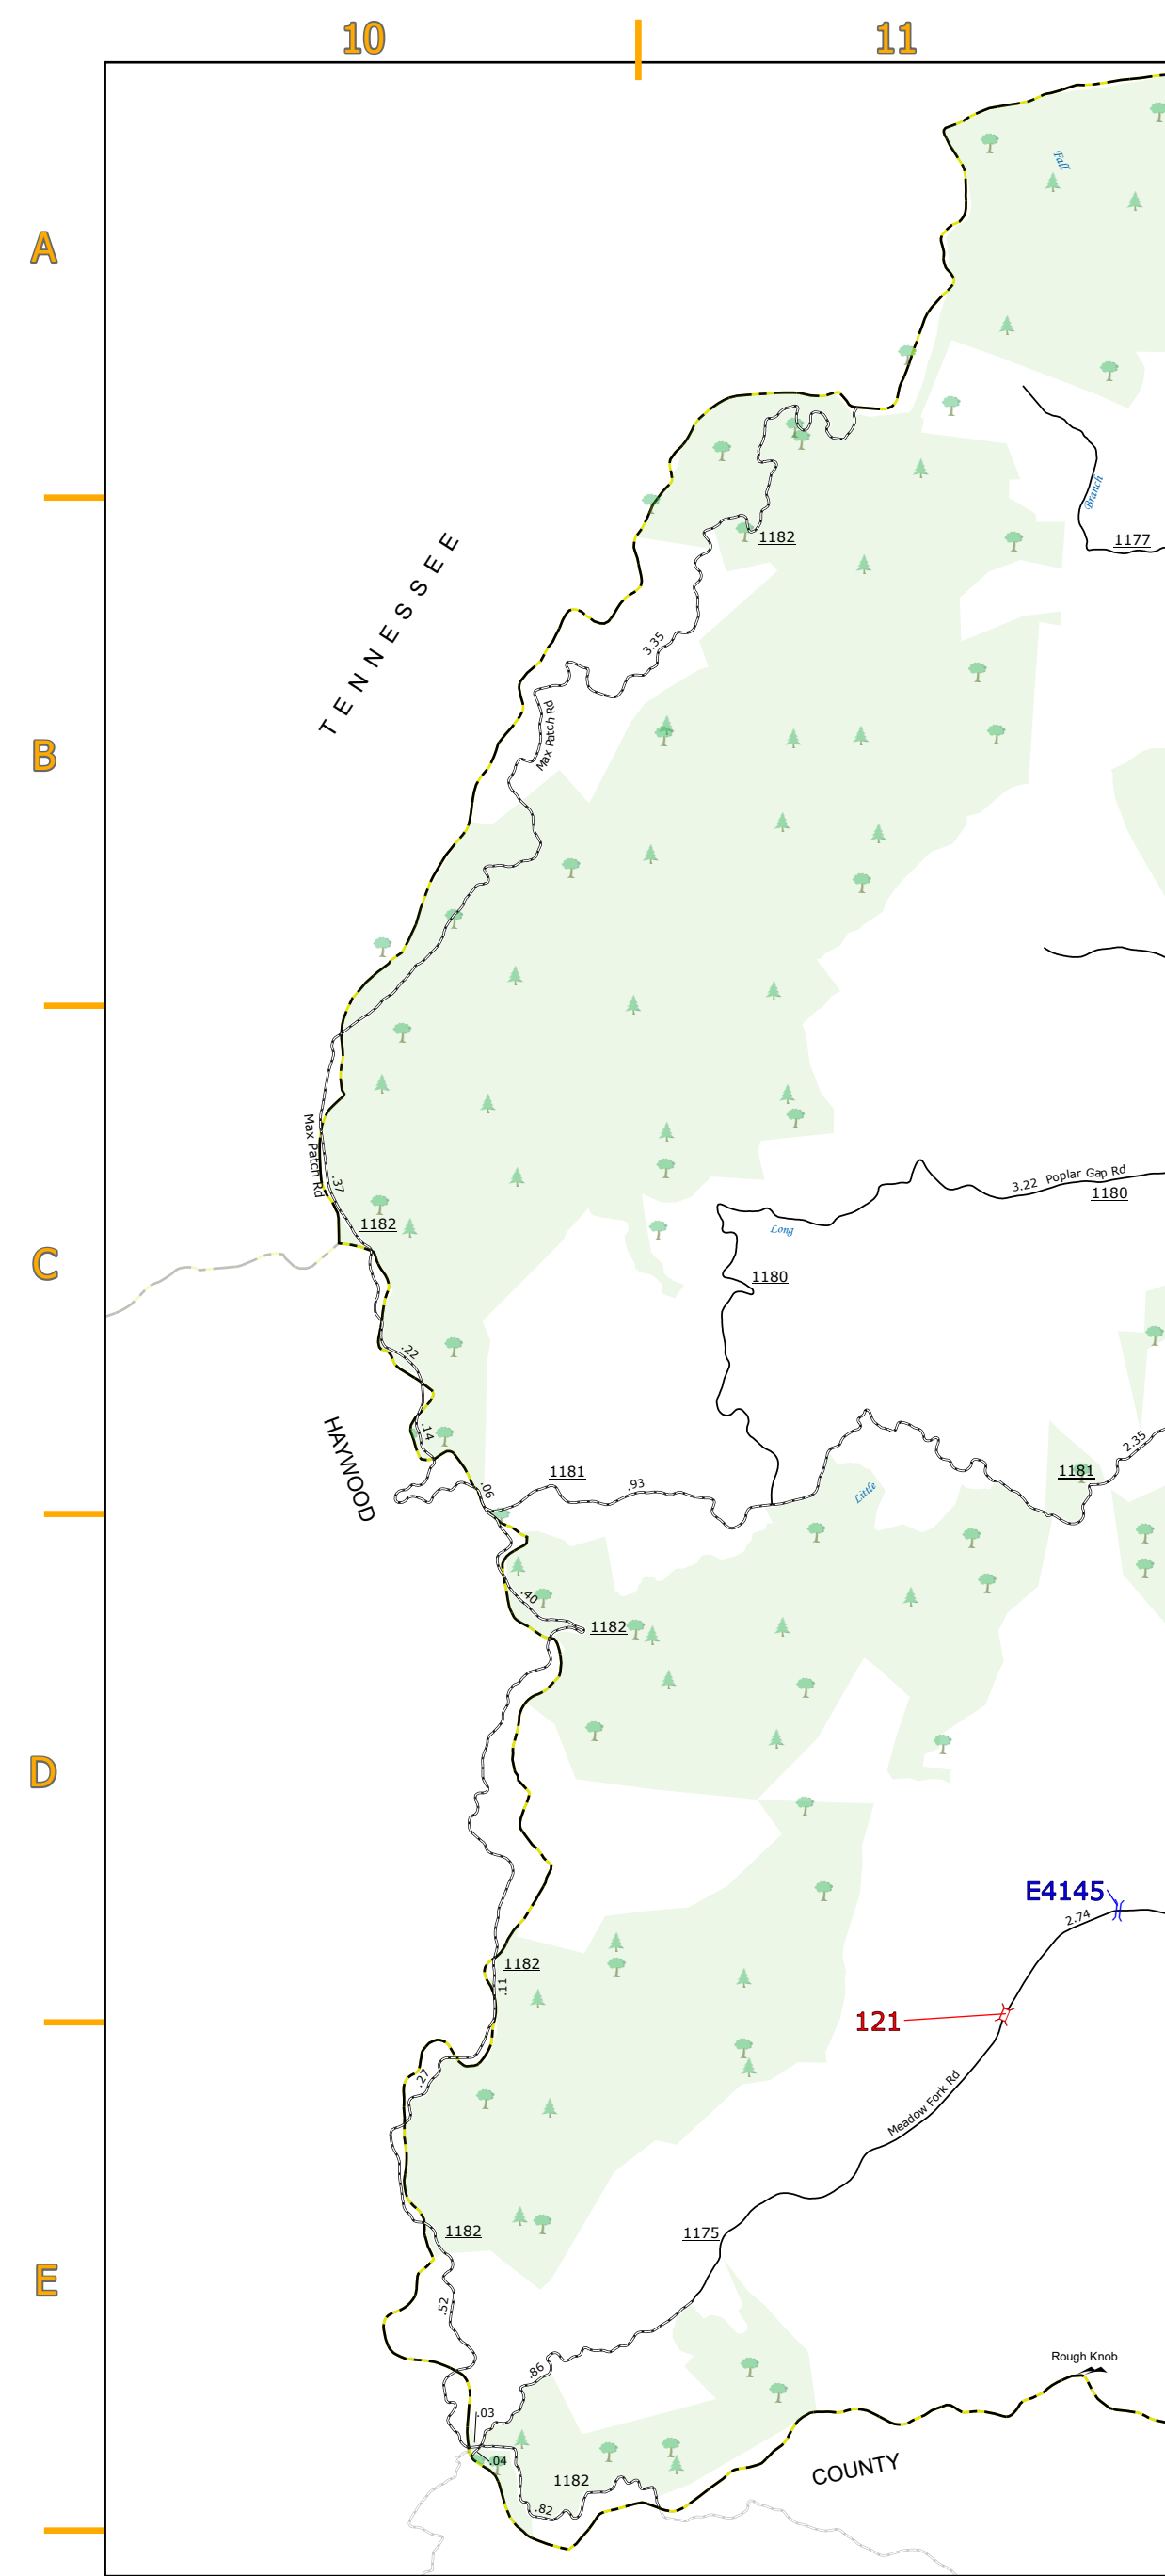 10
11
Fall
A
Branch
1177
1182
TENNESSEE
3.35
Max Patch Rd
B
Max Patch Rd
.37
3.22 Poplar Gap Rd
1180
1182
Long
C
1180
.22
HAYWOOD
.14
2.35
1181
1181
.93
.06
Little
.40
1182
D
E4145
2.74
1182
.11
121
.27
Meadow Fork Rd
1182
1175
E
.52
Rough Knob
.86
.03
.04
COUNTY
1182
.82